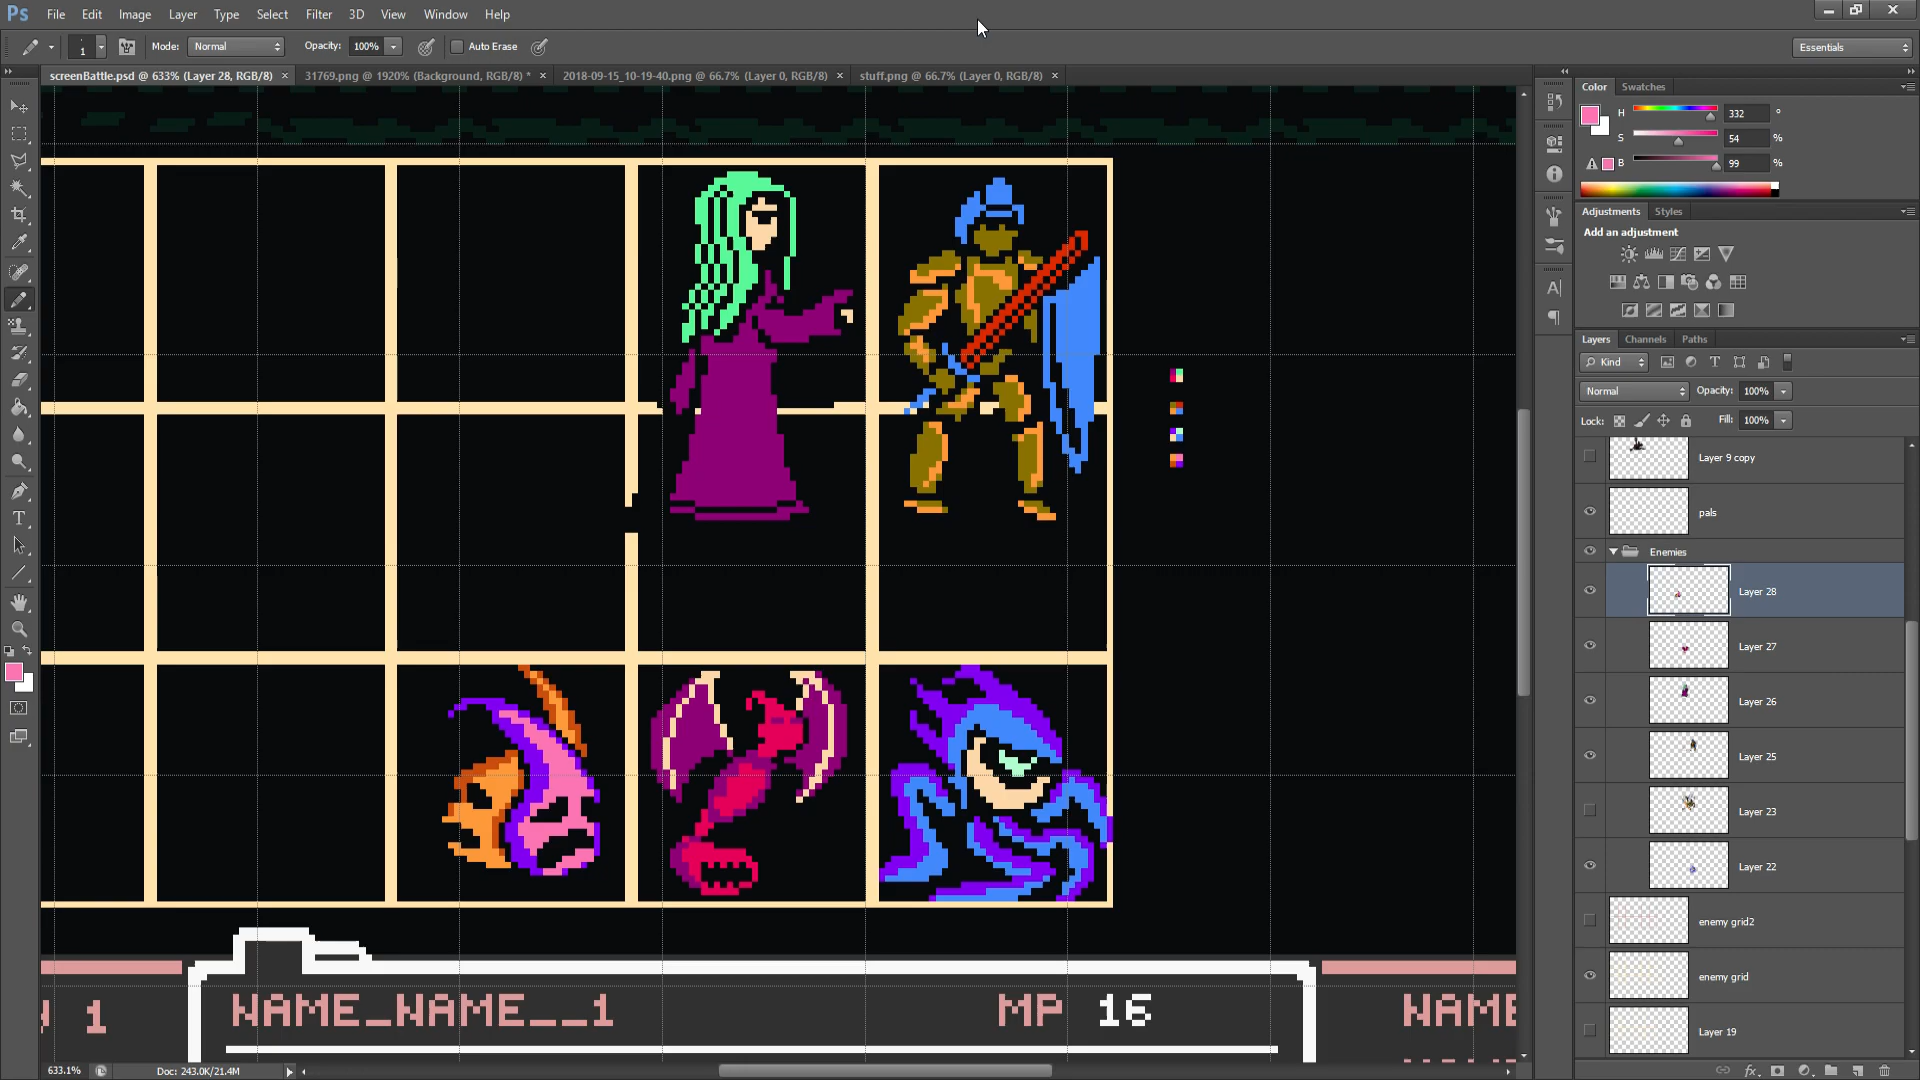 Ps File Edit Image Layer Type Select Filter 3D View Window Help
1 Mode: Normal Opacity: 100% Auto Erase Essentials
screenBattle.psd @ 633% (Layer 28, RGB/8) × 31769.png @ 1920% (Background, RGB/8) * × 2018-09-15_10-19-40.png @ 66.7% (Layer 0, RGB/8) × stuff.png @ 66.7% (Layer 0, RGB/8) ×
Color Swatches
H 332 °
S 54 %
B 99 %
Adjustments Styles
Add an adjustment
Layers Channels Paths
Kind
Normal Opacity: 100%
Lock: Fill: 100%
Layer 9 copy
pals
Enemies
Layer 28
Layer 27
Layer 26
Layer 25
Layer 23
Layer 22
enemy grid2
enemy grid
Layer 19
1 NAME_NAME__1 MP 16 NAME
633.1% Doc: 243.0K/21.4M